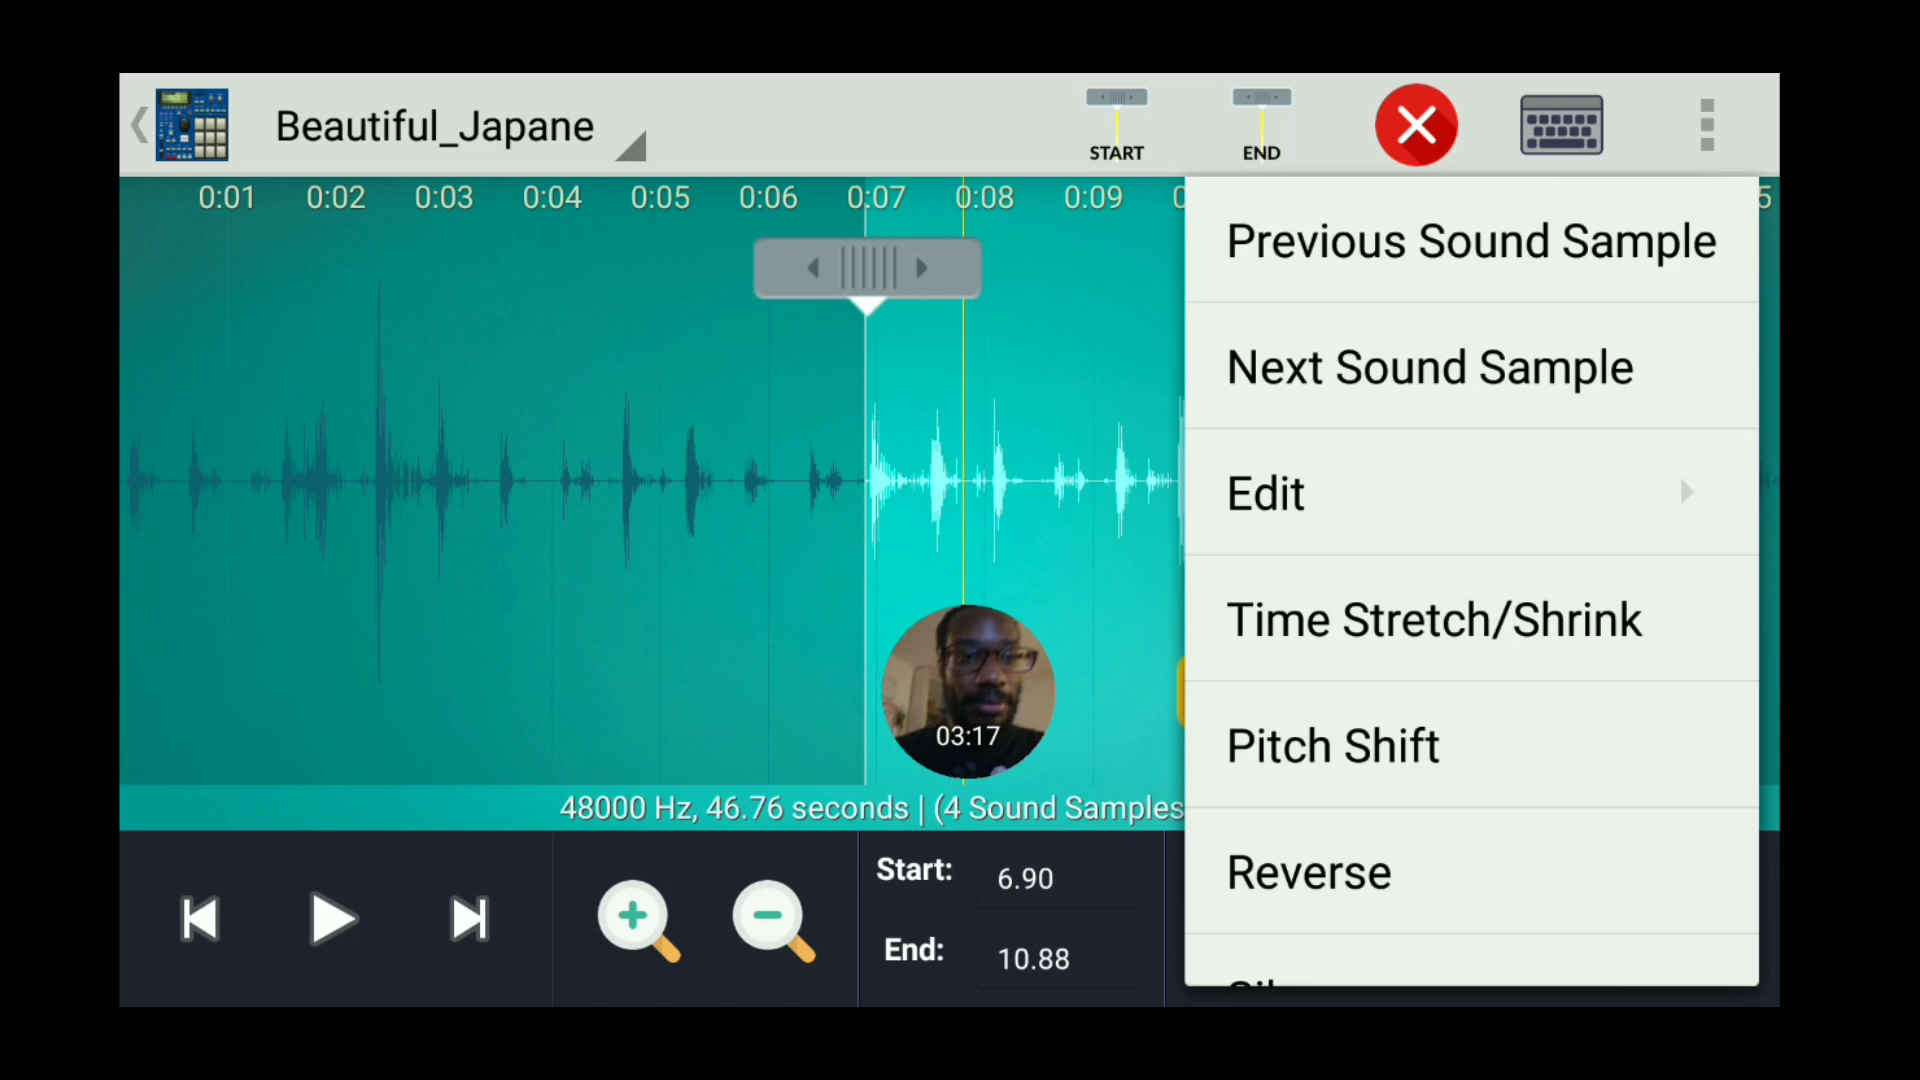 Beautiful_Japane
START
END
0:01 0:02 0:03 0:04 0:05 0:06 0:07 0:08 0:09
Previous Sound Sample
Next Sound Sample
Edit
Time Stretch/Shrink
Pitch Shift
Reverse
03:17
48000 Hz, 46.76 seconds | (4 Sound Samples
Start: 6.90
End: 10.88